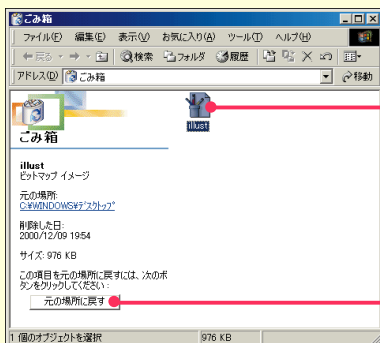 ごみ箱
ファイル(F) 編集(E) 表示(V) お気に入り(A) ツール(T) ヘルプ(H)
戻る 検索 フォルダ 履歴
アドレス(D) ごみ箱 移動
ごみ箱
illust
illust
ビットマップ イメージ
元の場所:
C:¥WINDOWS¥デスクトップ
削除した日:
2000/12/09 19:54
サイズ: 976 KB
この項目を元の場所に戻すには、次のボ
タンをクリックしてください:
元の場所に戻す
1 個のオブジェクトを選択 976 KB